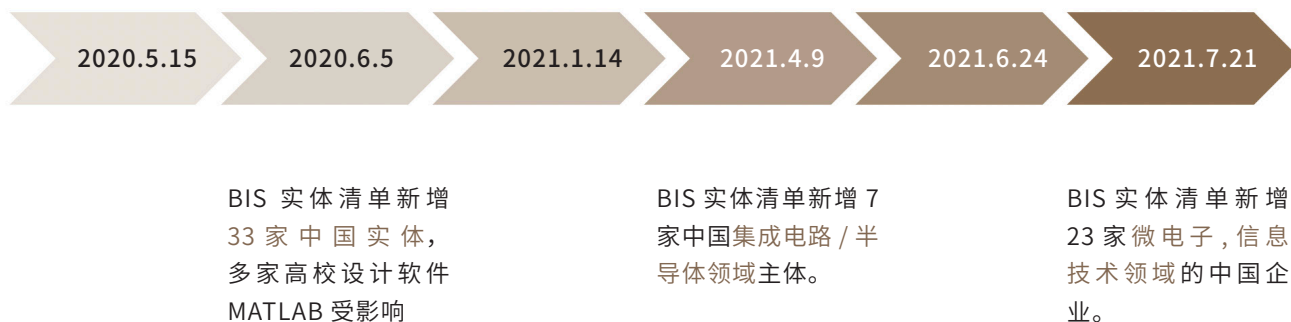 2020.5.15
2020.6.5
2021.1.14
2021.4.9
2021.6.24
2021.7.21
BIS 实体清单新增
33 家中国实体，
多家高校设计软件
MATLAB 受影响
BIS 实体清单新增 7
家中国集成电路 / 半
导体领域主体。
BIS 实体清单新增
23 家微电子 , 信息
技术领域的中国企
业。